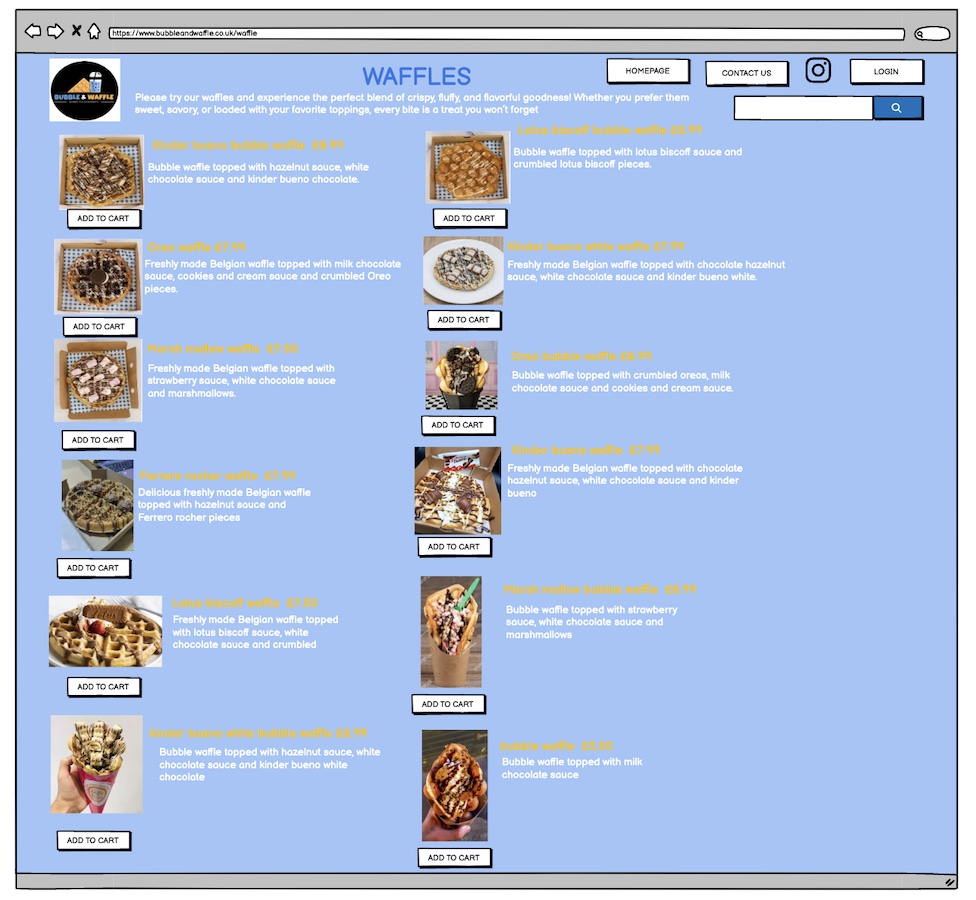 https://www.bubbleandwaffle.co.uk/waffle
BUBBLE & WAFFLE
WAFFLES
HOMEPAGE
CONTACT US
LOGIN
Please try our waffles and experience the perfect blend of crispy, fluffy, and flavorful goodness! Whether you prefer them
sweet, savory, or loaded with your favorite toppings, every bite is a treat you won't forget
Kinder bueno bubble waffle £8.99
Bubble waffle topped with hazelnut sauce, white
chocolate sauce and kinder bueno chocolate.
ADD TO CART
Lotus biscoff bubble waffle £8.99
Bubble waffle topped with lotus biscoff sauce and
crumbled lotus biscoff pieces.
ADD TO CART
Oreo waffle £7.99
Freshly made Belgian waffle topped with milk chocolate
sauce, cookies and cream sauce and crumbled Oreo
pieces.
ADD TO CART
Kinder bueno white waffle £7.99
Freshly made Belgian waffle topped with chocolate hazelnut
sauce, white chocolate sauce and kinder bueno white.
ADD TO CART
Marsh mallow waffle £7.50
Freshly made Belgian waffle topped with
strawberry sauce, white chocolate sauce
and marshmallows.
ADD TO CART
Oreo bubble waffle £8.99
Bubble waffle topped with crumbled oreos, milk
chocolate sauce and cookies and cream sauce.
ADD TO CART
Ferrero rocher waffle £7.99
Delicious freshly made Belgian waffle
topped with hazelnut sauce and
Ferrero rocher pieces
ADD TO CART
Kinder bueno waffle £7.99
Freshly made Belgian waffle topped with chocolate
hazelnut sauce, white chocolate sauce and kinder
bueno
ADD TO CART
Lotus biscoff waffle £7.50
Freshly made Belgian waffle topped
with lotus biscoff sauce, white
chocolate sauce and crumbled
ADD TO CART
Marsh mallow bubble waffle £8.99
Bubble waffle topped with strawberry
sauce, white chocolate sauce and
marshmallows
ADD TO CART
kinder bueno white bubble waffle £8.99
Bubble waffle topped with hazelnut sauce, white
chocolate sauce and kinder bueno white
chocolate
ADD TO CART
bubble waffle
Bubble waffle topped with milk
chocolate sauce
ADD TO CART